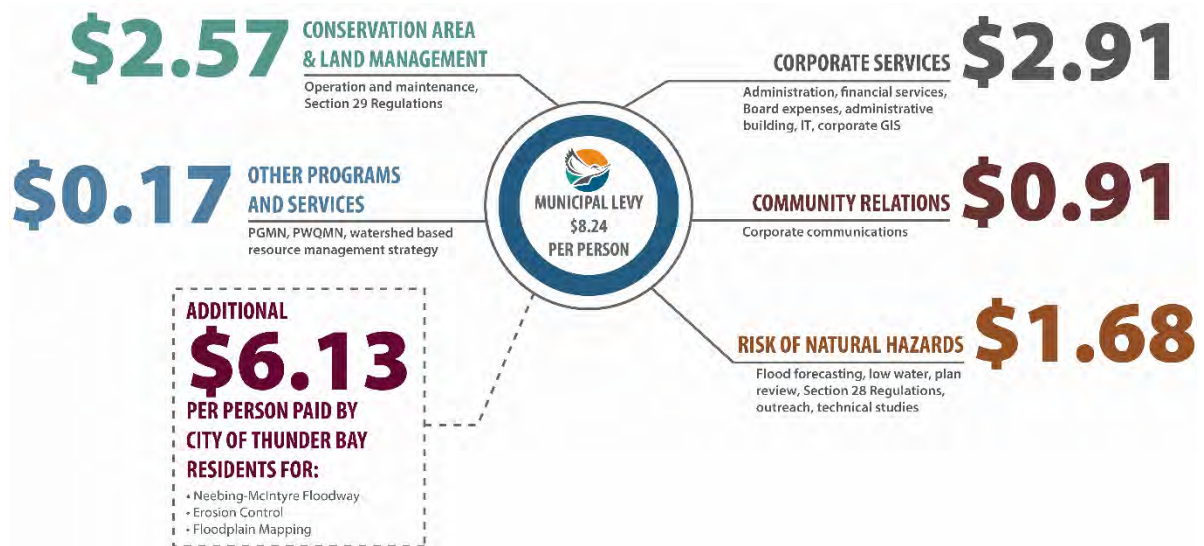 $2.57
CONSERVATION AREA
& LAND MANAGEMENT
Operation and maintenance,
Section 29 Regulations
$0.17
OTHER PROGRAMS
AND SERVICES
PGMN, PWQMN, watershed based
resource management strategy
ADDITIONAL
$6.13
PER PERSON PAID BY
CITY OF THUNDER BAY
RESIDENTS FOR:
• Neebing-McIntyre Floodway
• Erosion Control
• Floodplain Mapping
MUNICIPAL LEVY
$8.24
PER PERSON
CORPORATE SERVICES
$2.91
Administration, financial services,
Board expenses, administrative
building, IT, corporate GIS
COMMUNITY RELATIONS
$0.91
Corporate communications
RISK OF NATURAL HAZARDS
$1.68
Flood forecasting, low water, plan
review, Section 28 Regulations,
outreach, technical studies